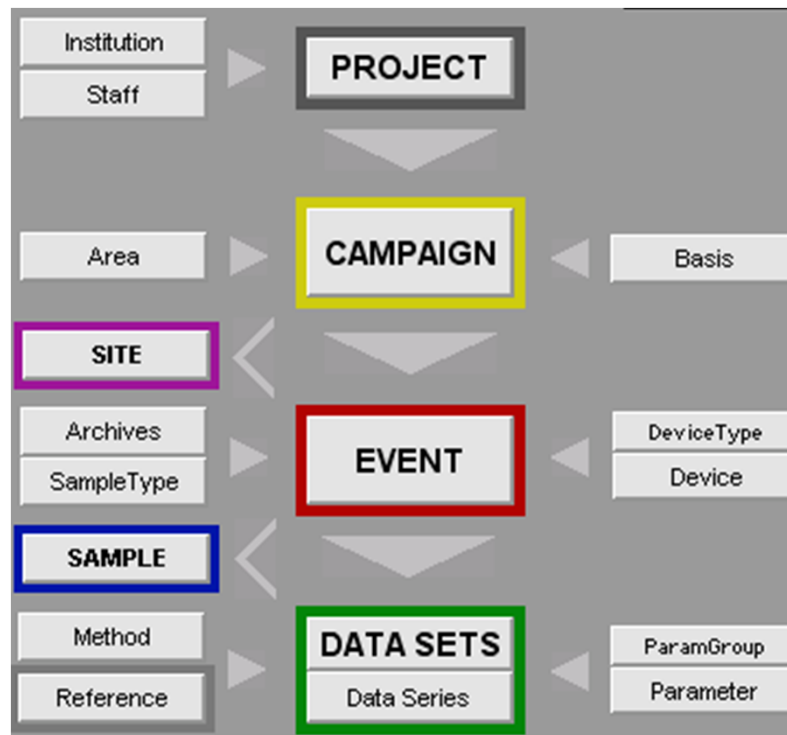 Institution
Staff
PROJECT
Area
CAMPAIGN
Basis
SITE
Archives
SampleType
EVENT
DeviceType
Device
SAMPLE
Method
Reference
DATA SETS
Data Series
ParamGroup
Parameter